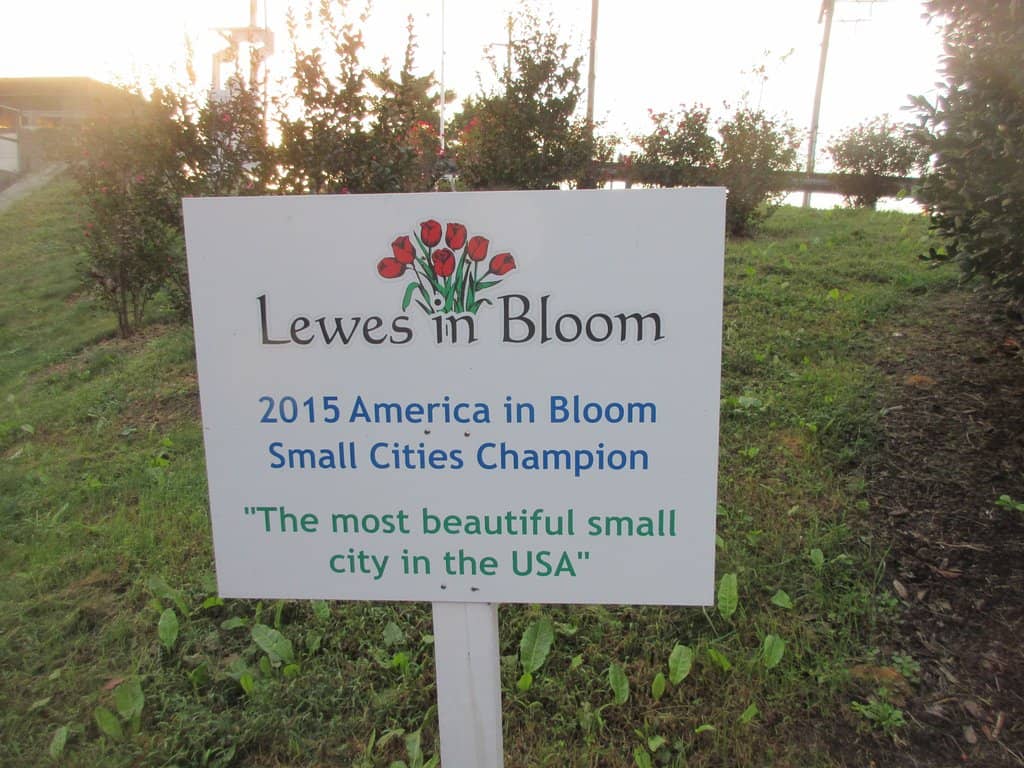 Lewes in Bloom
2015 America in Bloom
Small Cities Champion
"The most beautiful small
city in the USA"